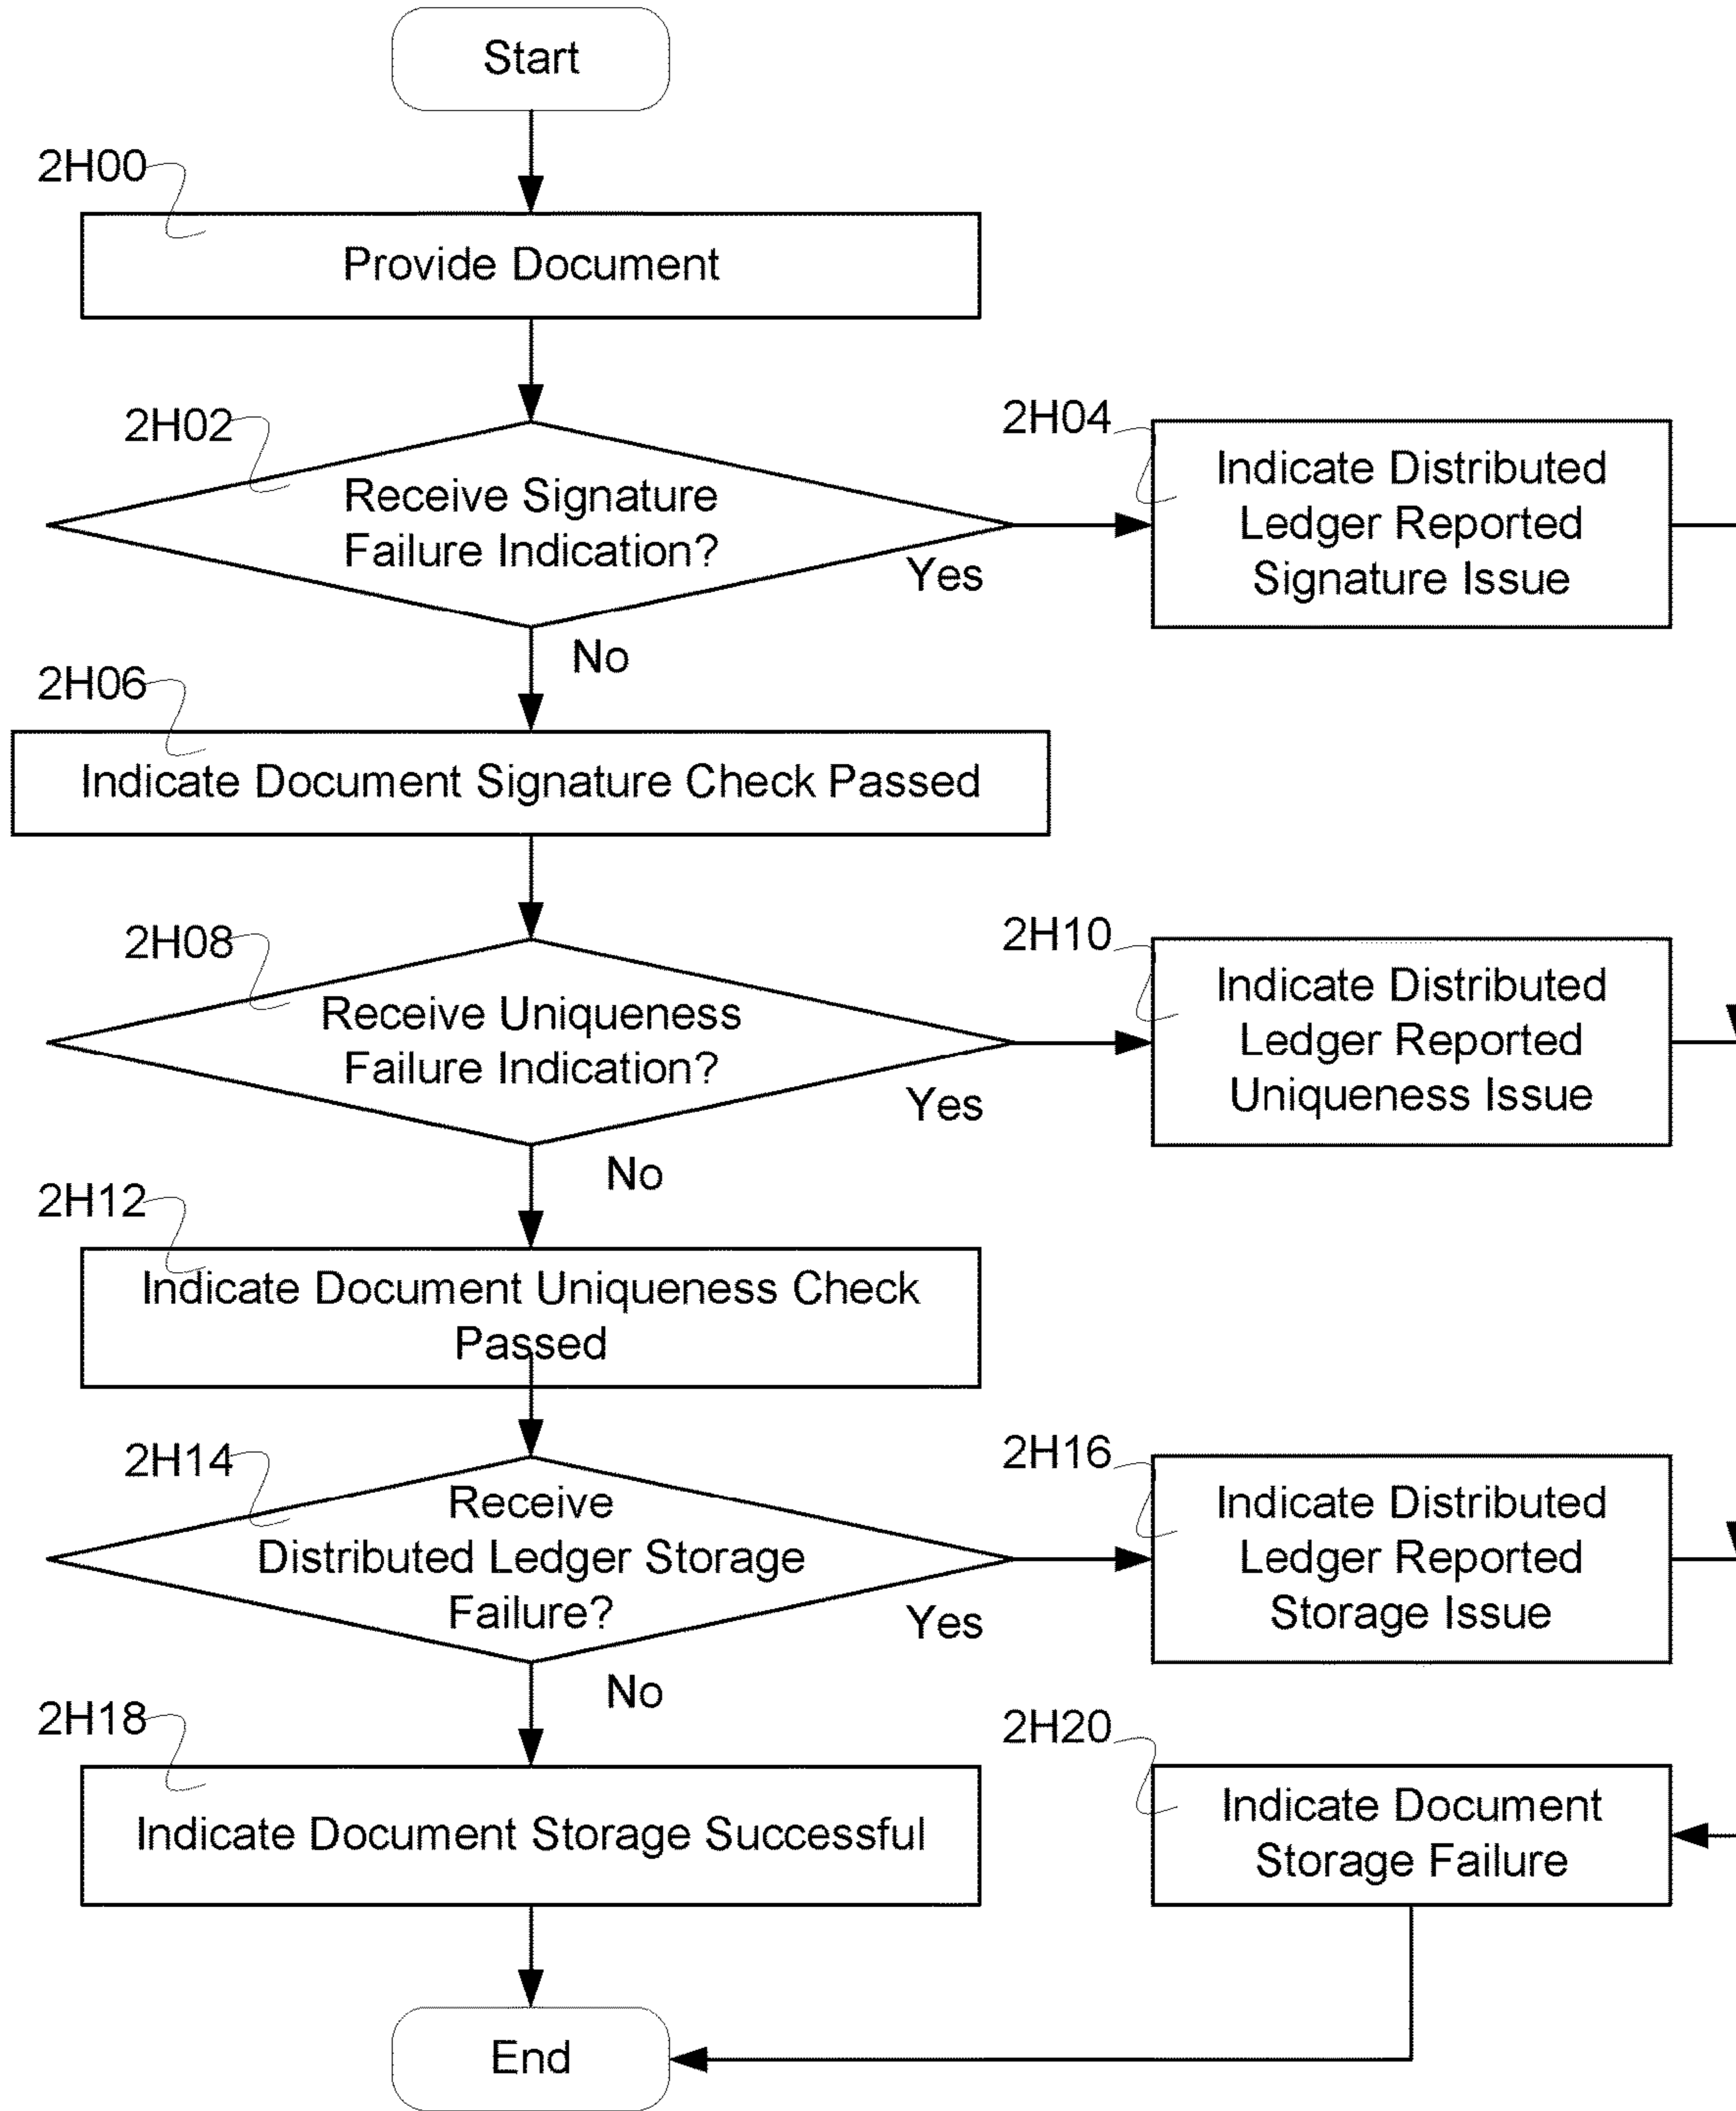 Start
2H00
Provide Document
2H02
Receive Signature
Failure Indication?
Yes
No
2H04
Indicate Distributed
Ledger Reported
Signature Issue
2H06
Indicate Document Signature Check Passed
2H08
Receive Uniqueness
Failure Indication?
Yes
No
2H10
Indicate Distributed
Ledger Reported
Uniqueness Issue
2H12
Indicate Document Uniqueness Check
Passed
2H14
Receive
Distributed Ledger Storage
Failure?
Yes
No
2H16
Indicate Distributed
Ledger Reported
Storage Issue
2H18
Indicate Document Storage Successful
2H20
Indicate Document
Storage Failure
End